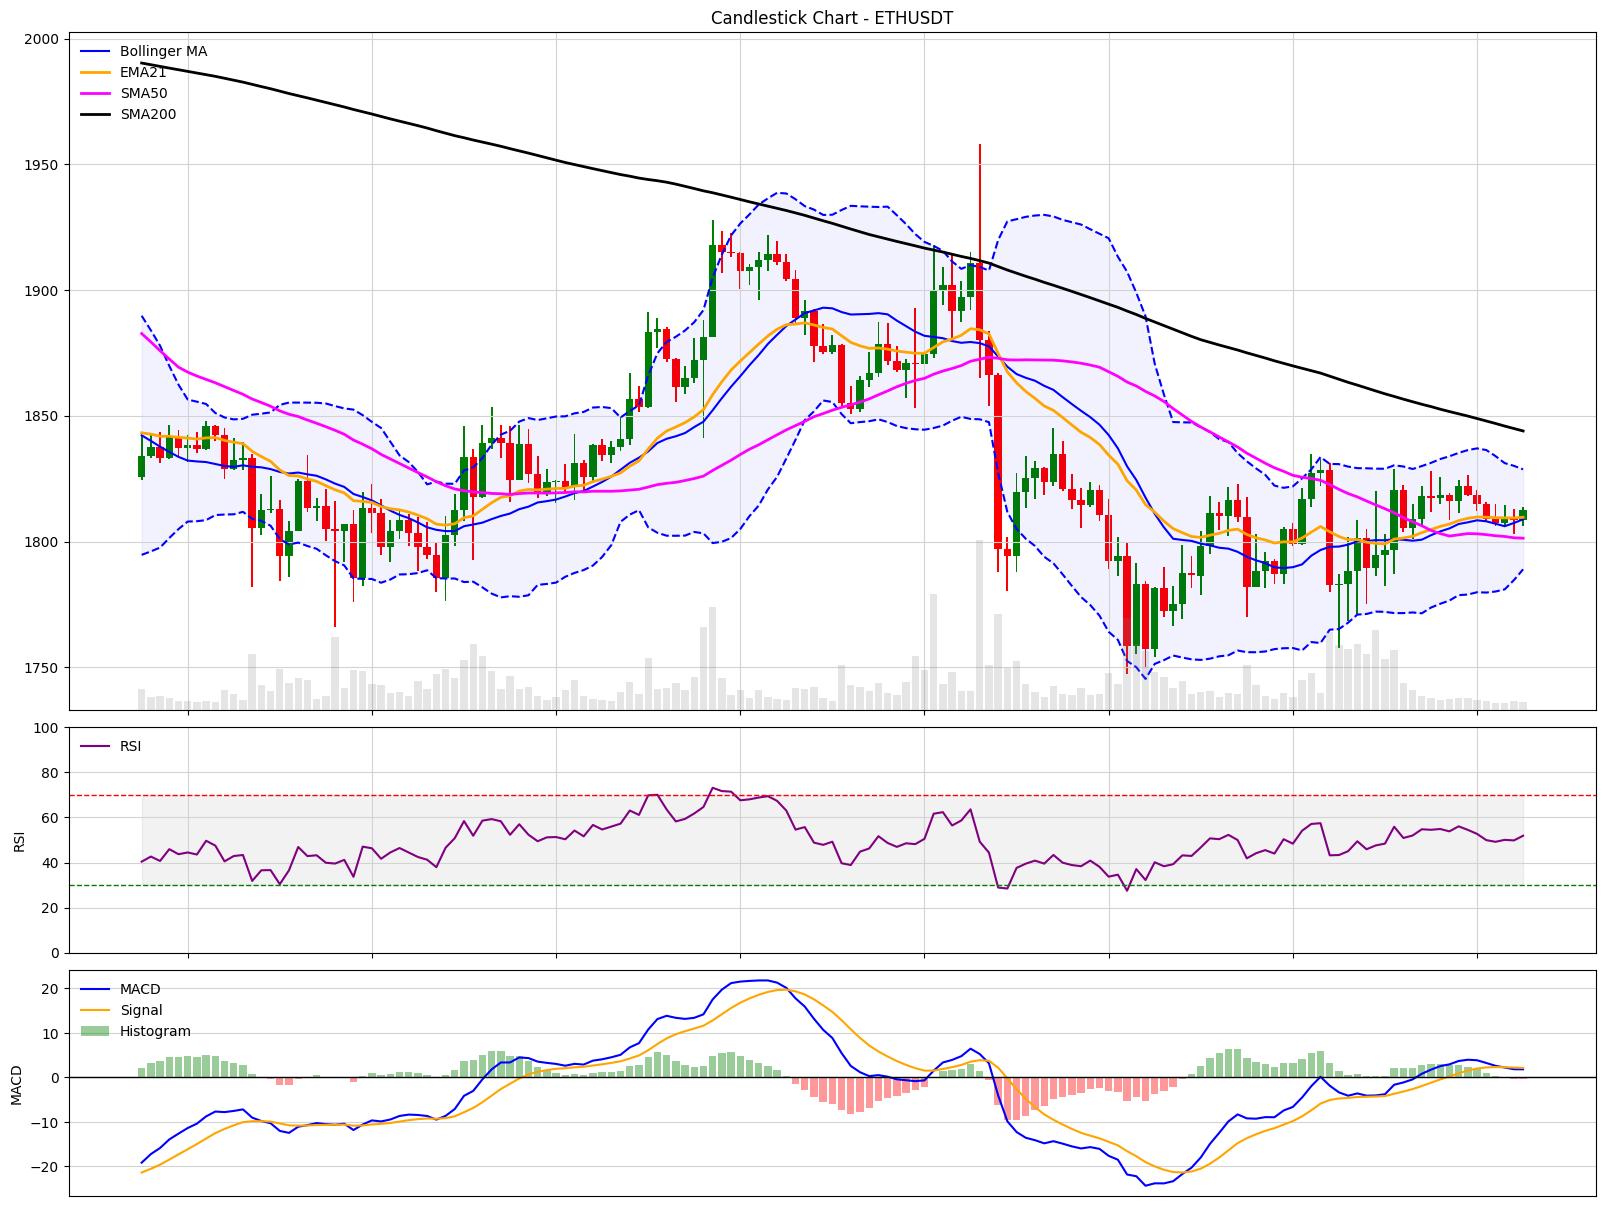 Candlestick Chart - ETHUSDT
2000
1950
1900
1850
1800
1750
Bollinger MA
EMA21
SMA50
SMA200
100
80
60
40
20
0
RSI
RSI
20
10
0
−10
−20
MACD
MACD
Signal
Histogram